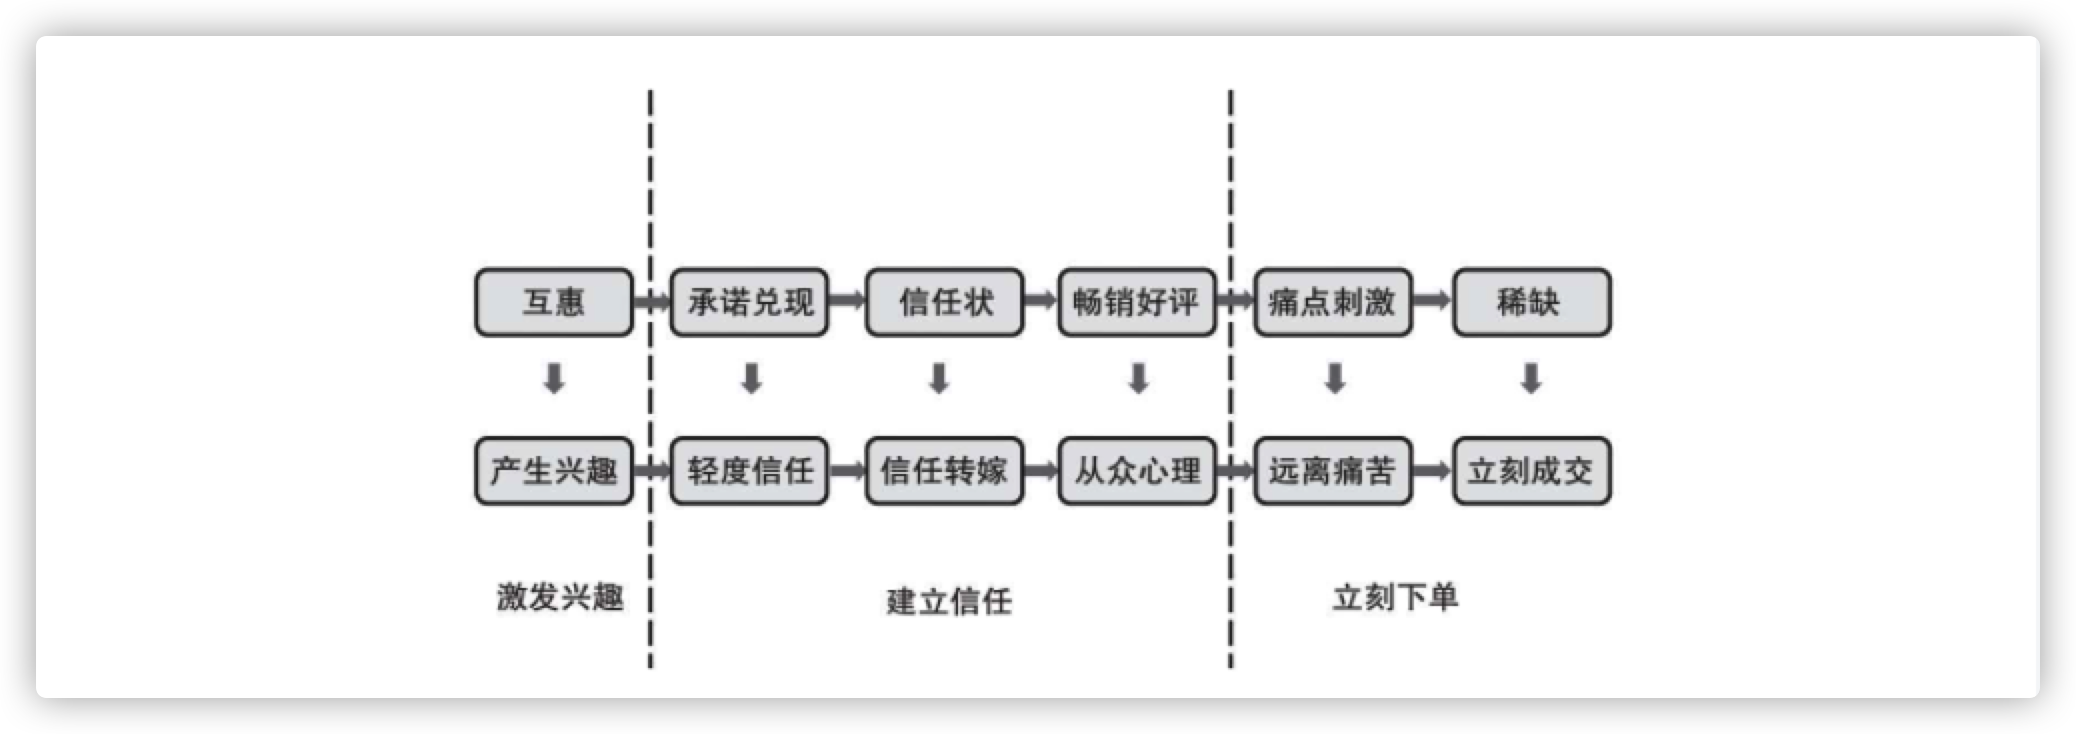 互惠 承诺兑现 信任状 畅销好评 痛点刺激 稀缺
产生兴趣 轻度信任 信任转嫁 从众心理 远离痛苦 立刻成交
激发兴趣 建立信任 立刻下单